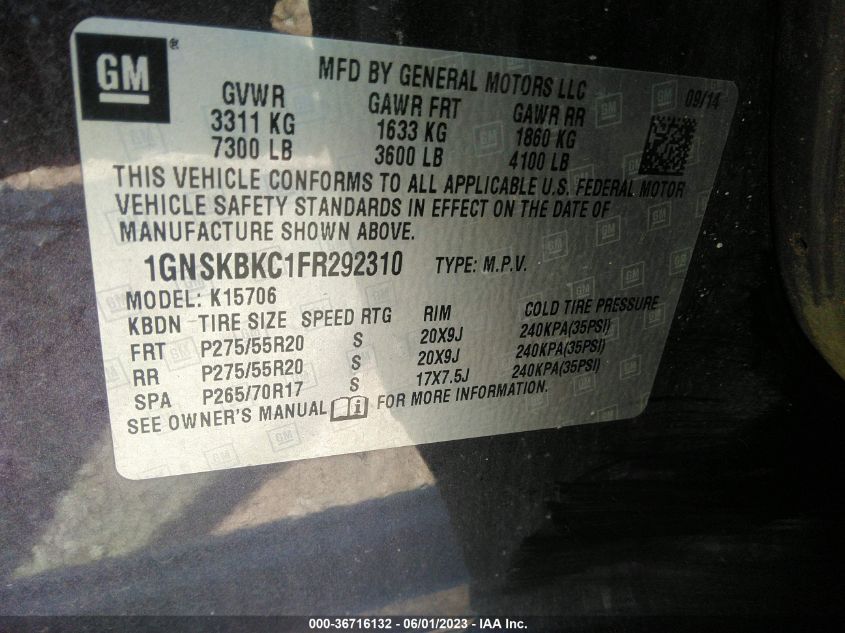 GM ®
MFD BY GENERAL MOTORS LLC
09/14
GVWR GAWR FRT GAWR RR
3311 KG 1633 KG 1860 KG
7300 LB 3600 LB 4100 LB
THIS VEHICLE CONFORMS TO ALL APPLICABLE U.S. FEDERAL MOTOR
VEHICLE SAFETY STANDARDS IN EFFECT ON THE DATE OF
MANUFACTURE SHOWN ABOVE.
1GNSKBKC1FR292310 TYPE: M.P.V.
MODEL: K15706
KBDN TIRE SIZE SPEED RTG RIM COLD TIRE PRESSURE
FRT P275/55R20 S 20X9J 240KPA(35PSI)
RR P275/55R20 S 20X9J 240KPA(35PSI)
SPA P265/70R17 S 17X7.5J 240KPA(35PSI)
SEE OWNER'S MANUAL i FOR MORE INFORMATION.
000-36716132 - 06/01/2023 - IAA Inc.